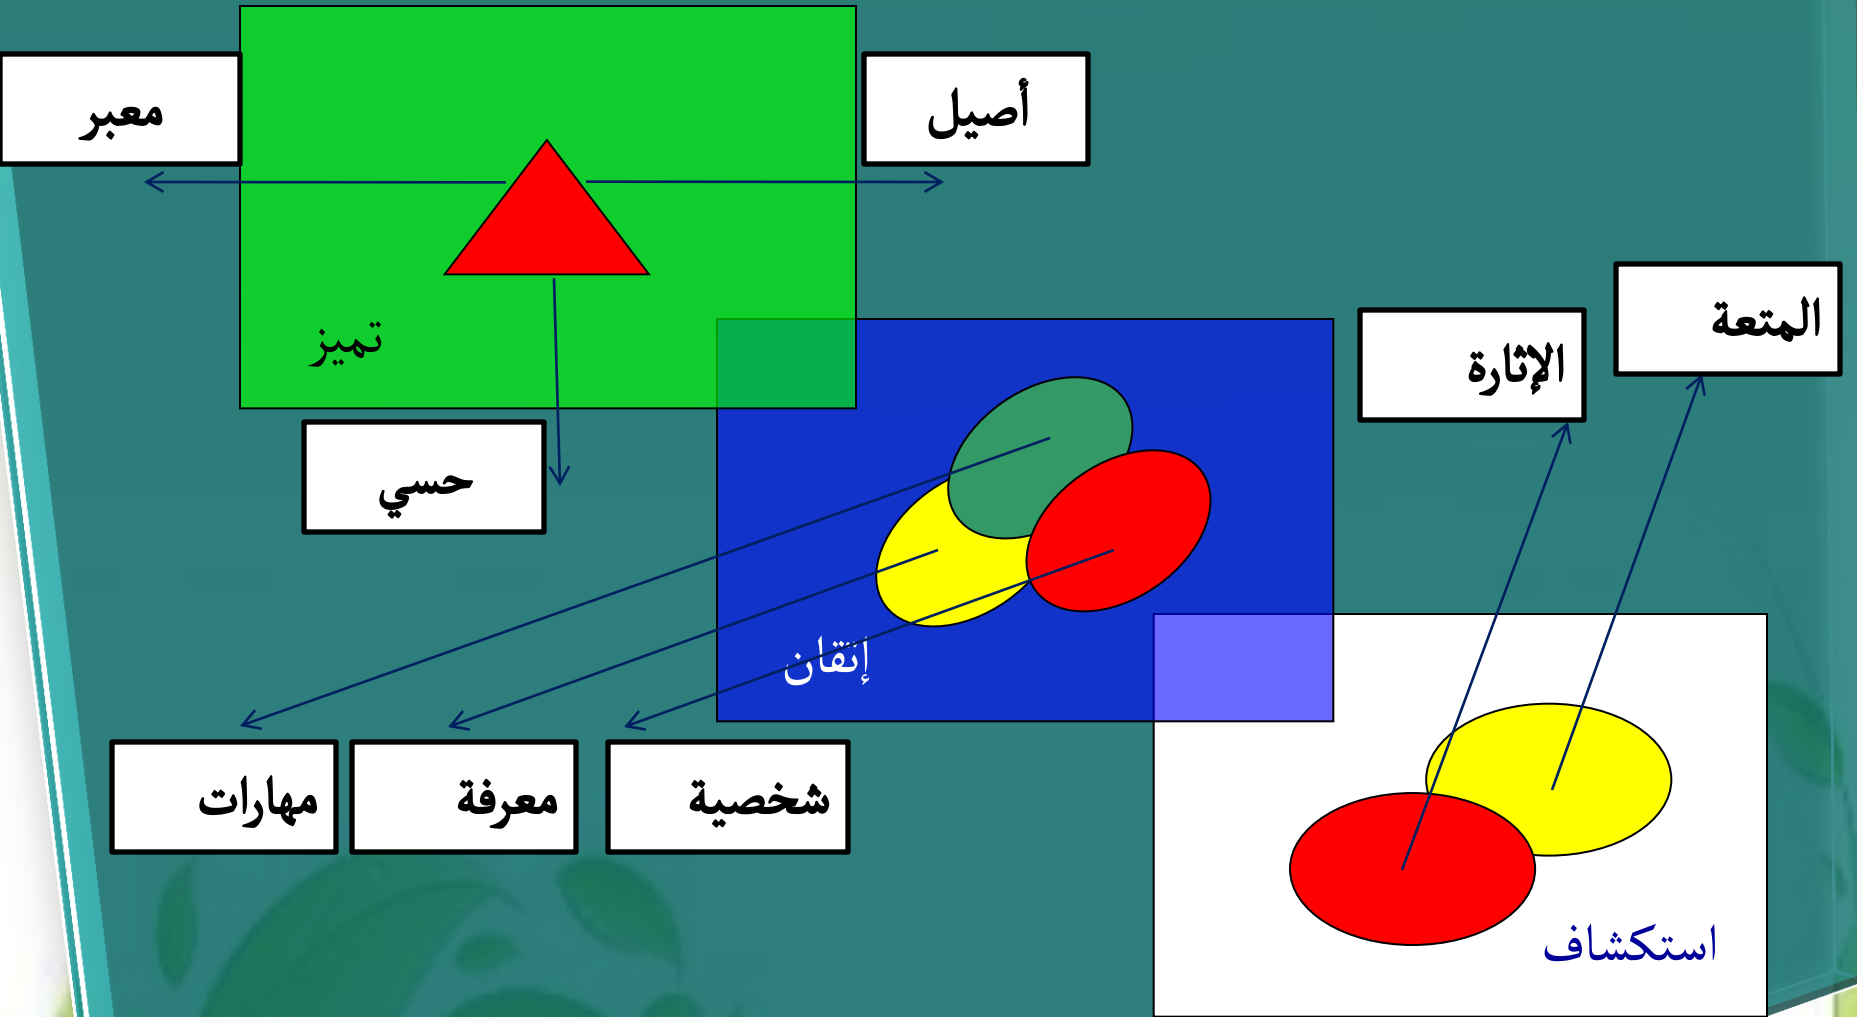 أصيل
معبر
تميز
حسي
المتعة
الإثارة
إتقان
شخصية
معرفة
مهارات
استكشاف